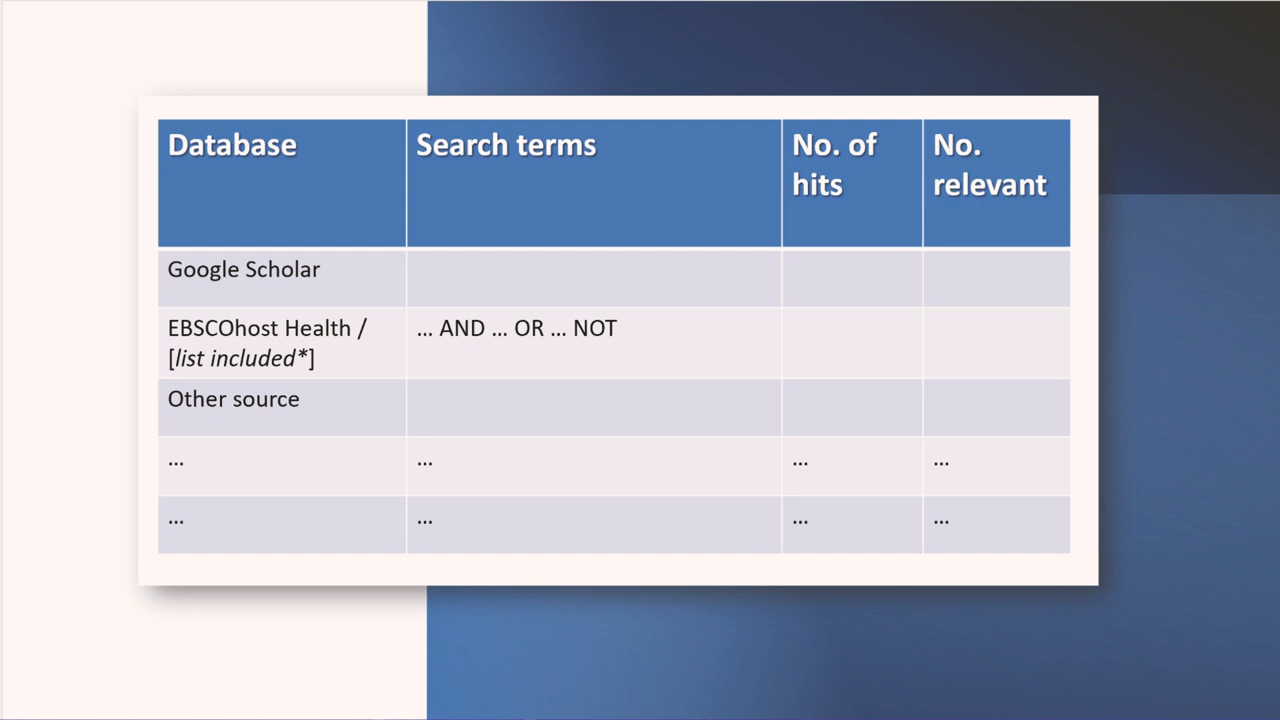 Database Search terms No. of hits No. relevant
Google Scholar
EBSCOhost Health / [list included*] ... AND ... OR ... NOT
Other source
... ... ... ...
... ... ... ...